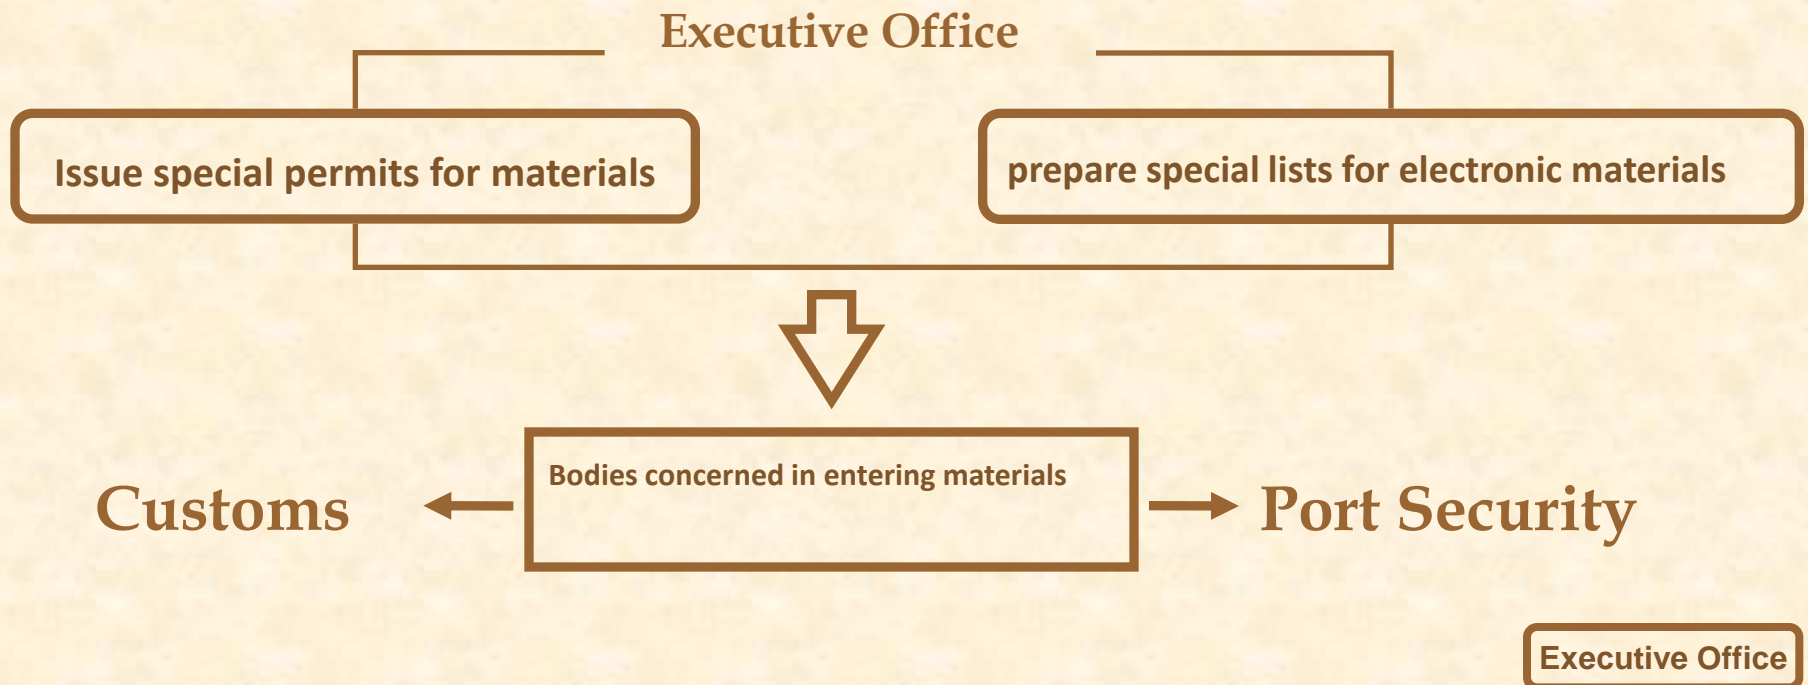 Executive Office
Issue special permits for materials
prepare special lists for electronic materials
Bodies concerned in entering materials
Customs
Port Security
Executive Office